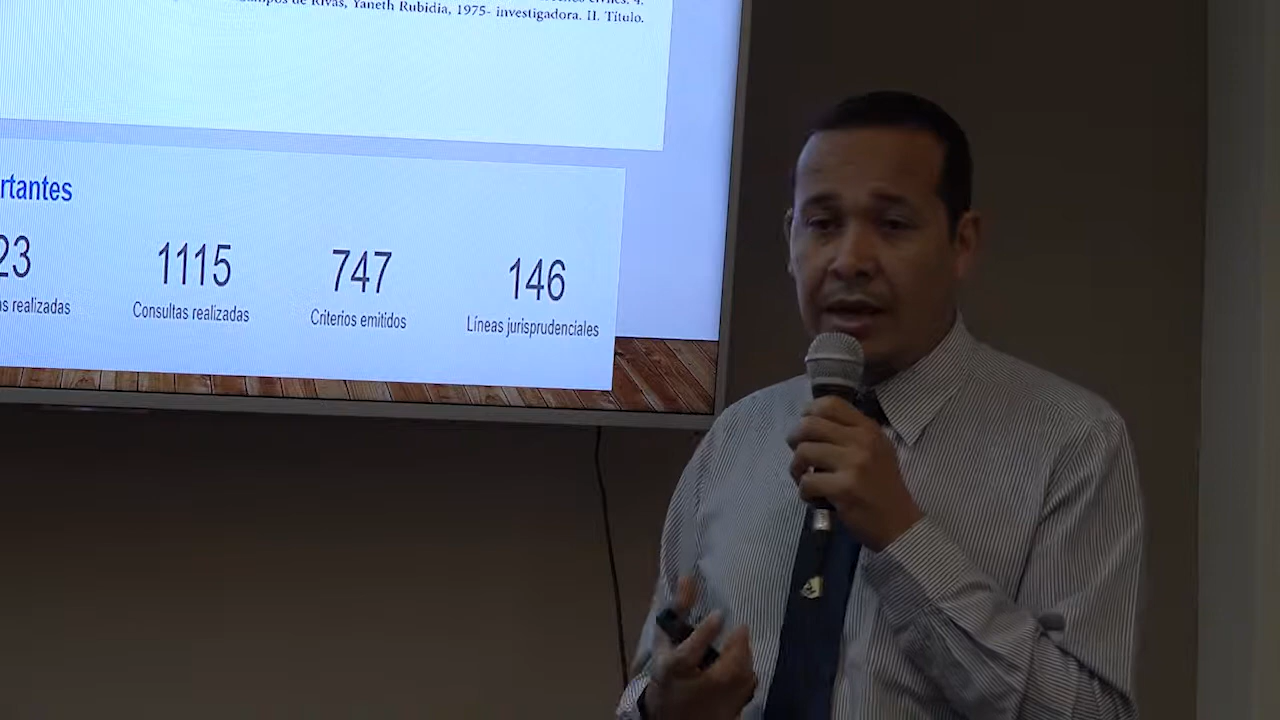 Campos de Rivas, Yaneth Rubidia, 1975- investigadora. II. Título.
rtantes
23 1115 747 146
s realizadas Consultas realizadas Criterios emitidos Líneas jurisprudenciales